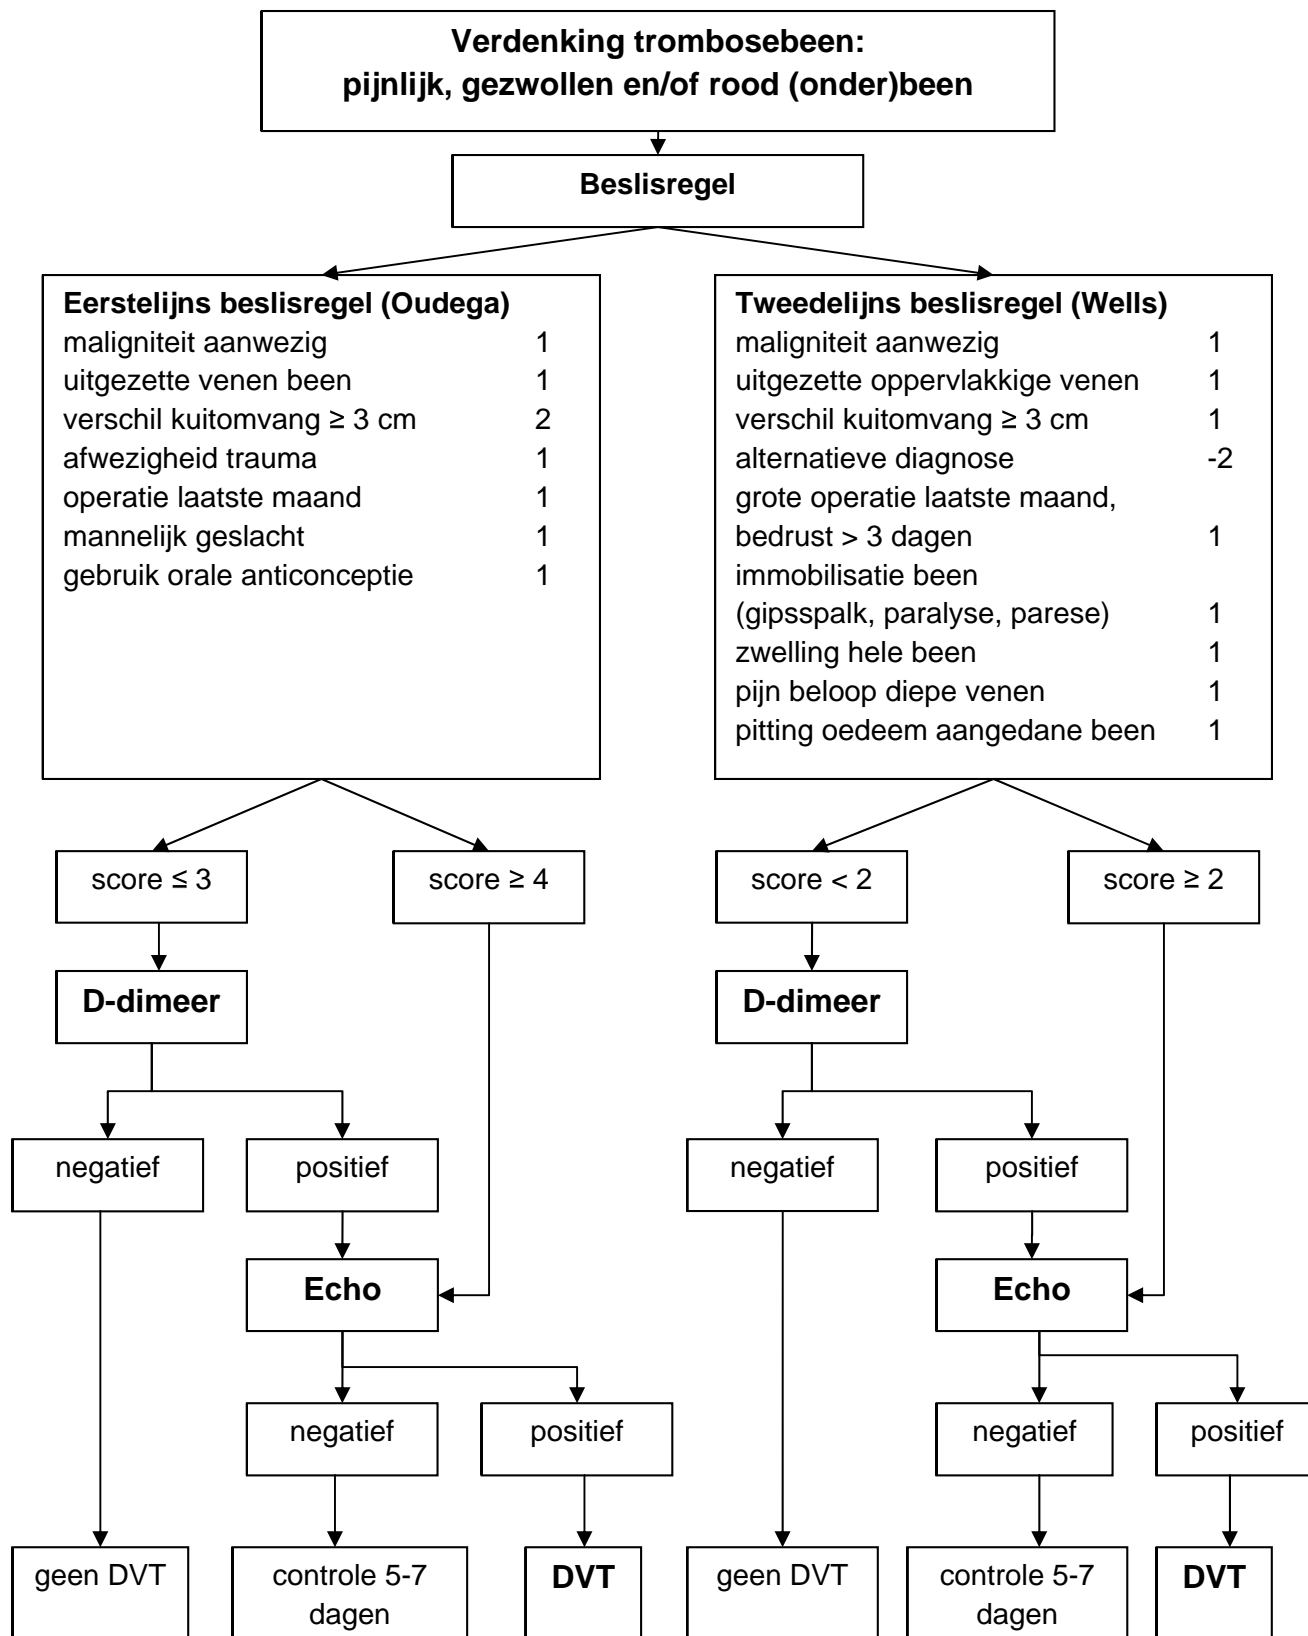 Verdenking trombosebeen:
pijnlijk, gezwollen en/of rood (onder)been
Beslisregel
Eerstelijns beslisregel (Oudega)
maligniteit aanwezig 1
uitgezette venen been 1
verschil kuitomvang ≥ 3 cm 2
afwezigheid trauma 1
operatie laatste maand 1
mannelijk geslacht 1
gebruik orale anticonceptie 1
Tweedelijns beslisregel (Wells)
maligniteit aanwezig 1
uitgezette oppervlakkige venen 1
verschil kuitomvang ≥ 3 cm 1
alternatieve diagnose -2
grote operatie laatste maand,
bedrust > 3 dagen 1
immobilisatie been
(gipsspalk, paralyse, parese) 1
zwelling hele been 1
pijn beloop diepe venen 1
pitting oedeem aangedane been 1
score ≤ 3
score ≥ 4
score < 2
score ≥ 2
D-dimeer
D-dimeer
negatief
positief
negatief
positief
Echo
Echo
negatief
positief
negatief
positief
geen DVT
controle 5-7
dagen
DVT
geen DVT
controle 5-7
dagen
DVT